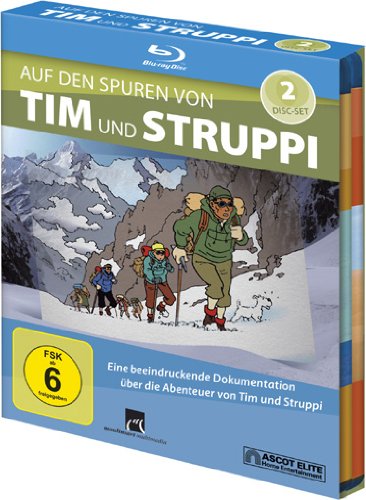 Blu-ray Disc
AUF DEN SPUREN VON
TIM UND STRUPPI
2
DISC-SET
FSK
ab
6
freigegeben
Eine beeindruckende Dokumentation
über die Abenteuer von Tim und Struppi
ASCOT ELITE
Home Entertainment